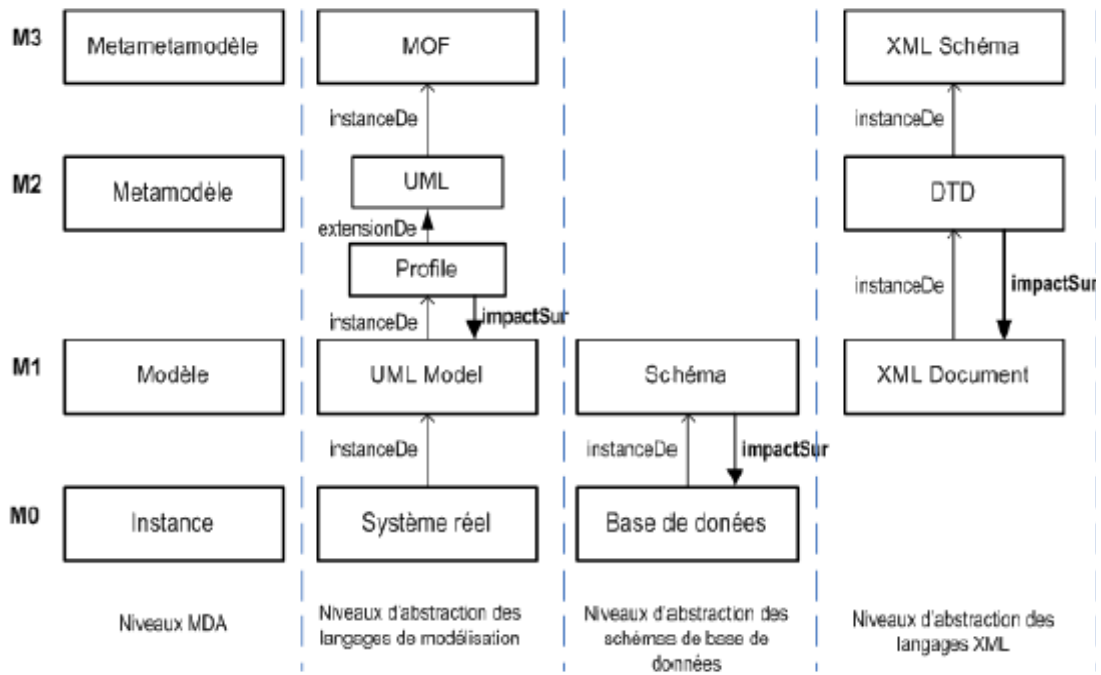 M3
Metametamodèle
MOF
XML Schéma
instanceDe
instanceDe
M2
Metamodèle
UML
DTD
extensionDe
Profile
instanceDe
impactSur
instanceDe
impactSur
M1
Modèle
UML Model
Schéma
XML Document
instanceDe
instanceDe
impactSur
M0
Instance
Système réel
Base de donées
Niveaux MDA
Niveaux d'abstraction des
langages de modélisation
Niveaux d'abstraction des
schémas de base de
données
Niveaux d'abstraction des
langages XML